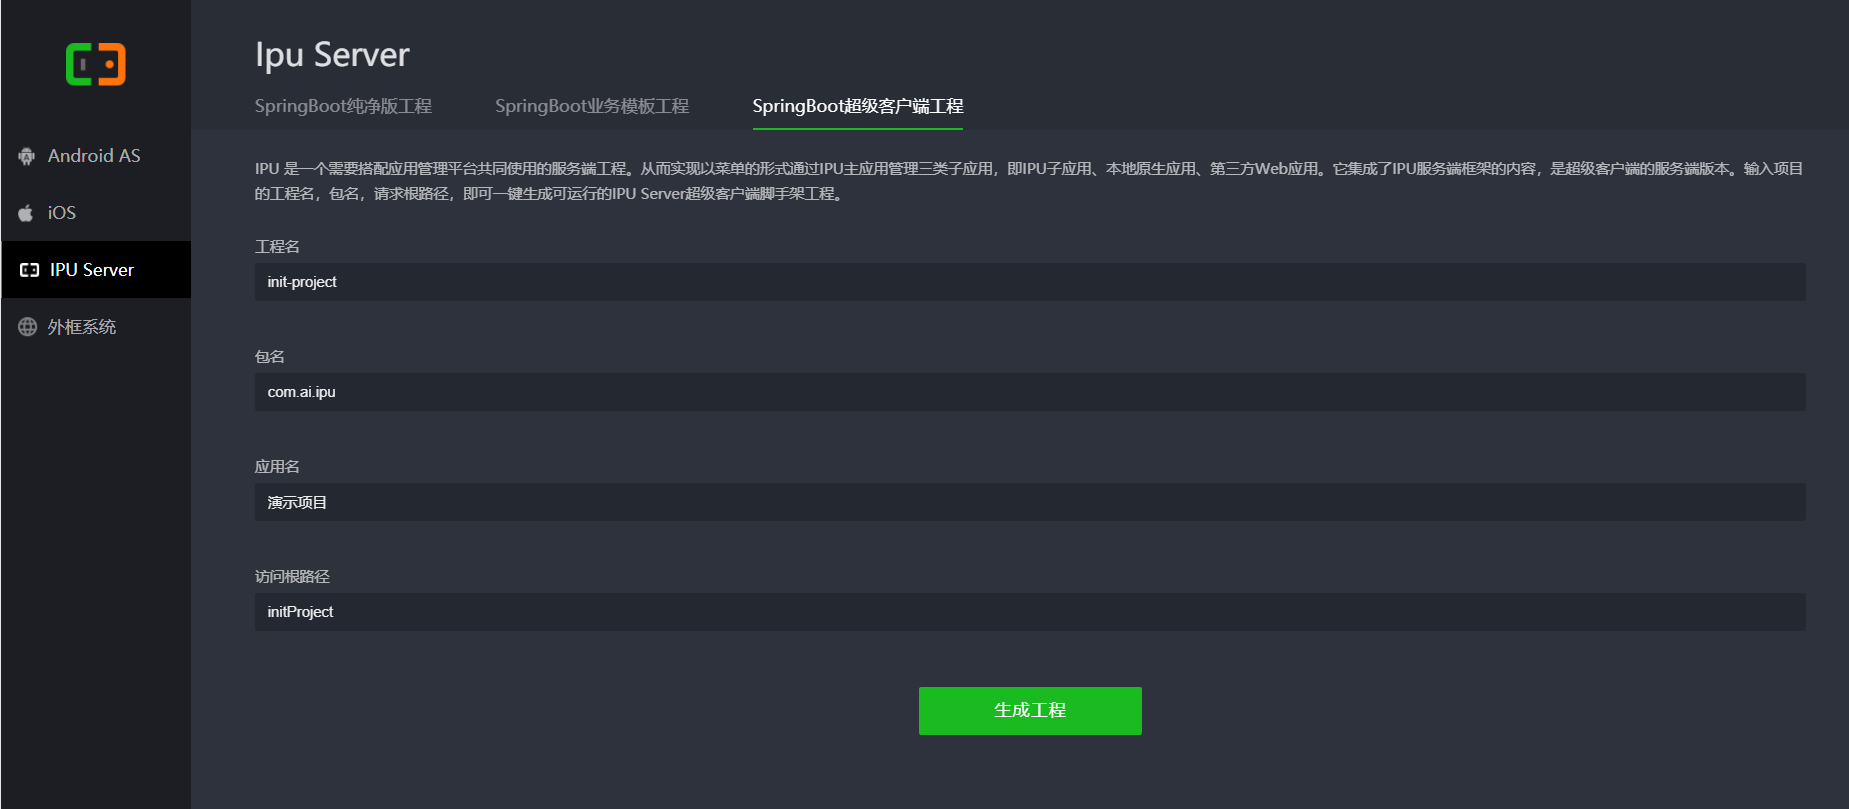 Ipu Server
SpringBoot纯净版工程
SpringBoot业务模板工程
SpringBoot超级客户端工程
Android AS
iOS
IPU Server
外框系统
IPU 是一个需要搭配应用管理平台共同使用的服务端工程。从而实现以菜单的形式通过IPU主应用管理三类子应用，即IPU子应用、本地原生应用、第三方Web应用。它集成了IPU服务端框架的内容，是超级客户端的服务端版本。输入项目
的工程名，包名，请求根路径，即可一键生成可运行的IPU Server超级客户端脚手架工程。
工程名
init-project
包名
com.ai.ipu
应用名
演示项目
访问根路径
initProject
生成工程